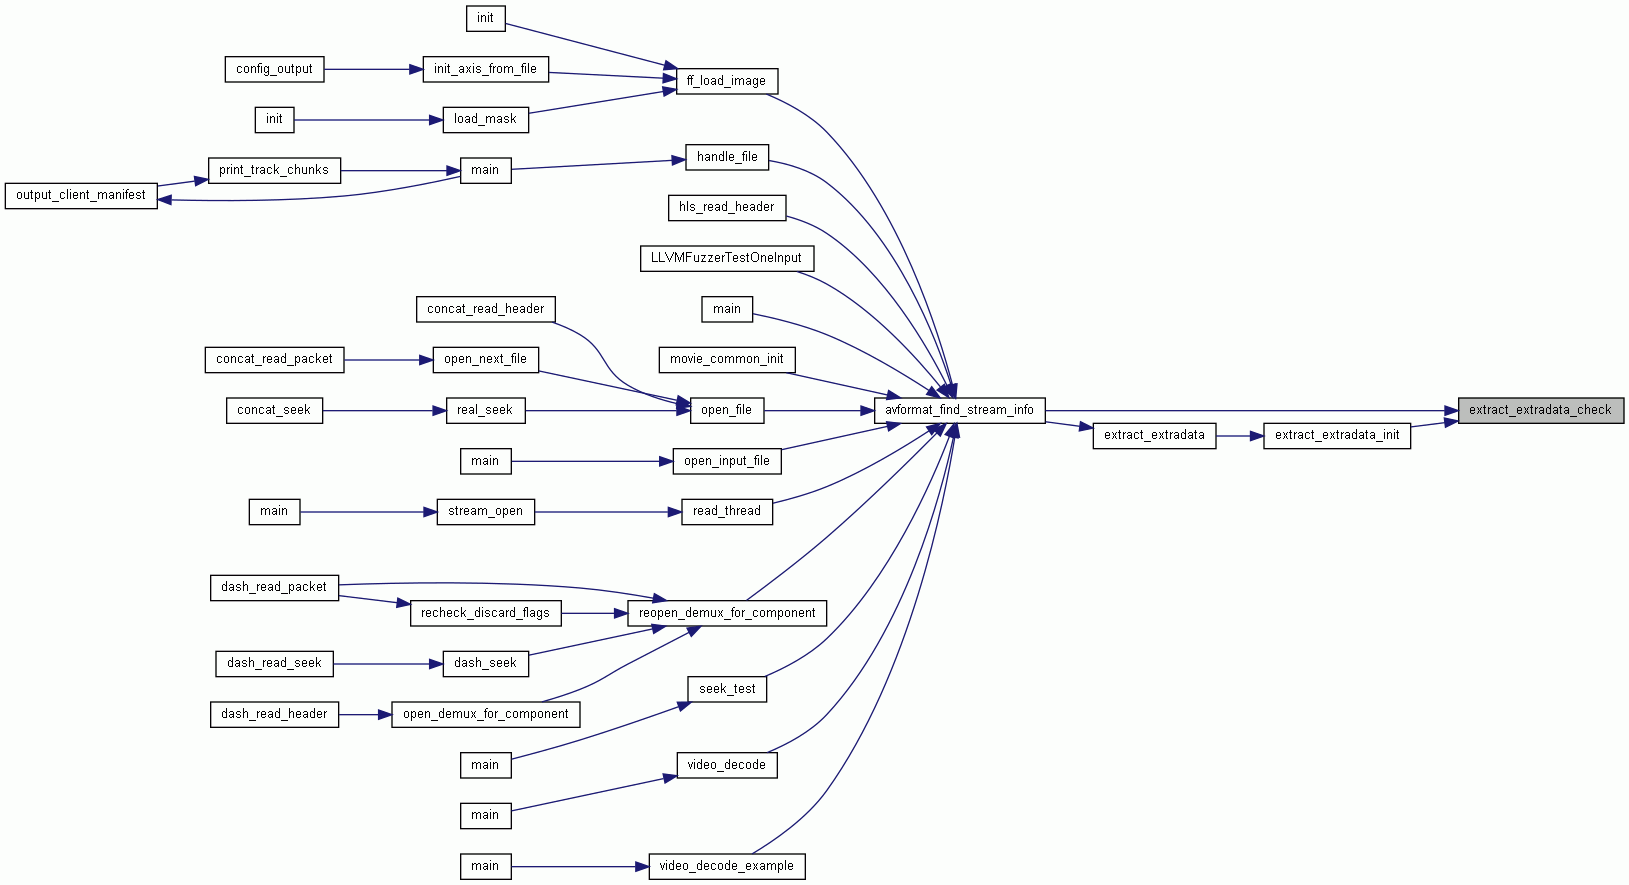 init
config_output
init_axis_from_file
ff_load_image
init
load_mask
handle_file
print_track_chunks
main
output_client_manifest
hls_read_header
LLVMFuzzerTestOneInput
concat_read_header
main
concat_read_packet
open_next_file
movie_common_init
concat_seek
real_seek
open_file
avformat_find_stream_info
extract_extradata_check
extract_extradata
extract_extradata_init
main
open_input_file
main
stream_open
read_thread
dash_read_packet
recheck_discard_flags
reopen_demux_for_component
dash_read_seek
dash_seek
seek_test
dash_read_header
open_demux_for_component
main
video_decode
main
main
video_decode_example